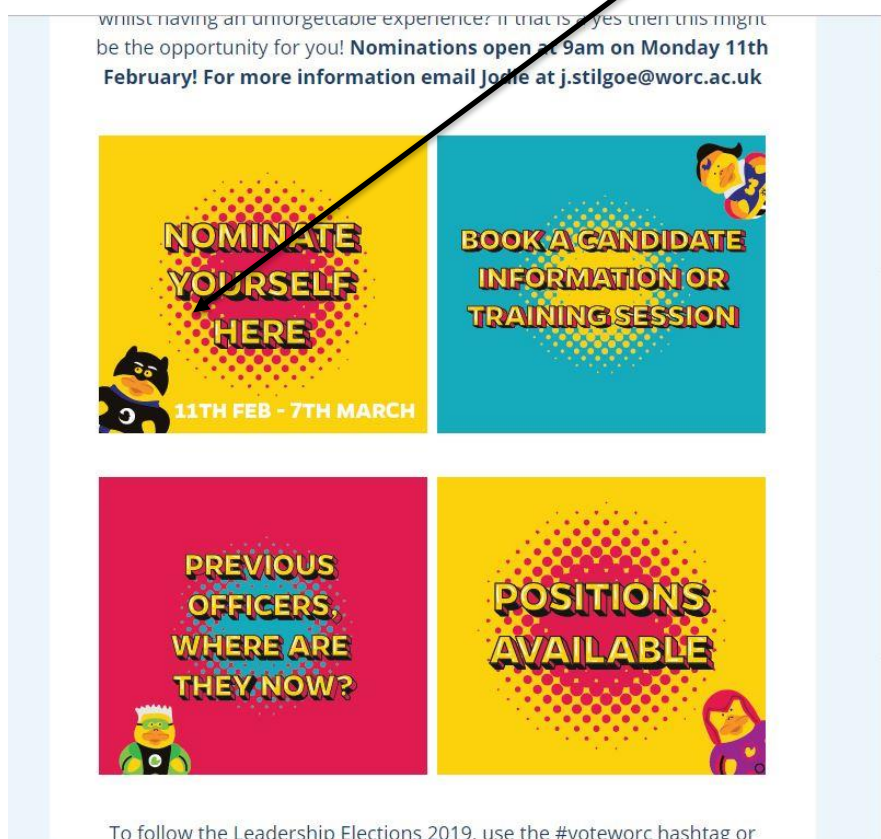 whilst having an unforgettable experience? If that is a yes then this might
be the opportunity for you! Nominations open at 9am on Monday 11th
February! For more information email Jodie at j.stilgoe@worc.ac.uk
NOMINATE
YOURSELF
HERE
11TH FEB - 7TH MARCH
BOOK A CANDIDATE
INFORMATION OR
TRAINING SESSION
PREVIOUS
OFFICERS,
WHERE ARE
THEY NOW?
POSITIONS
AVAILABLE
To follow the Leadership Elections 2019, use the #voteworc hashtag or